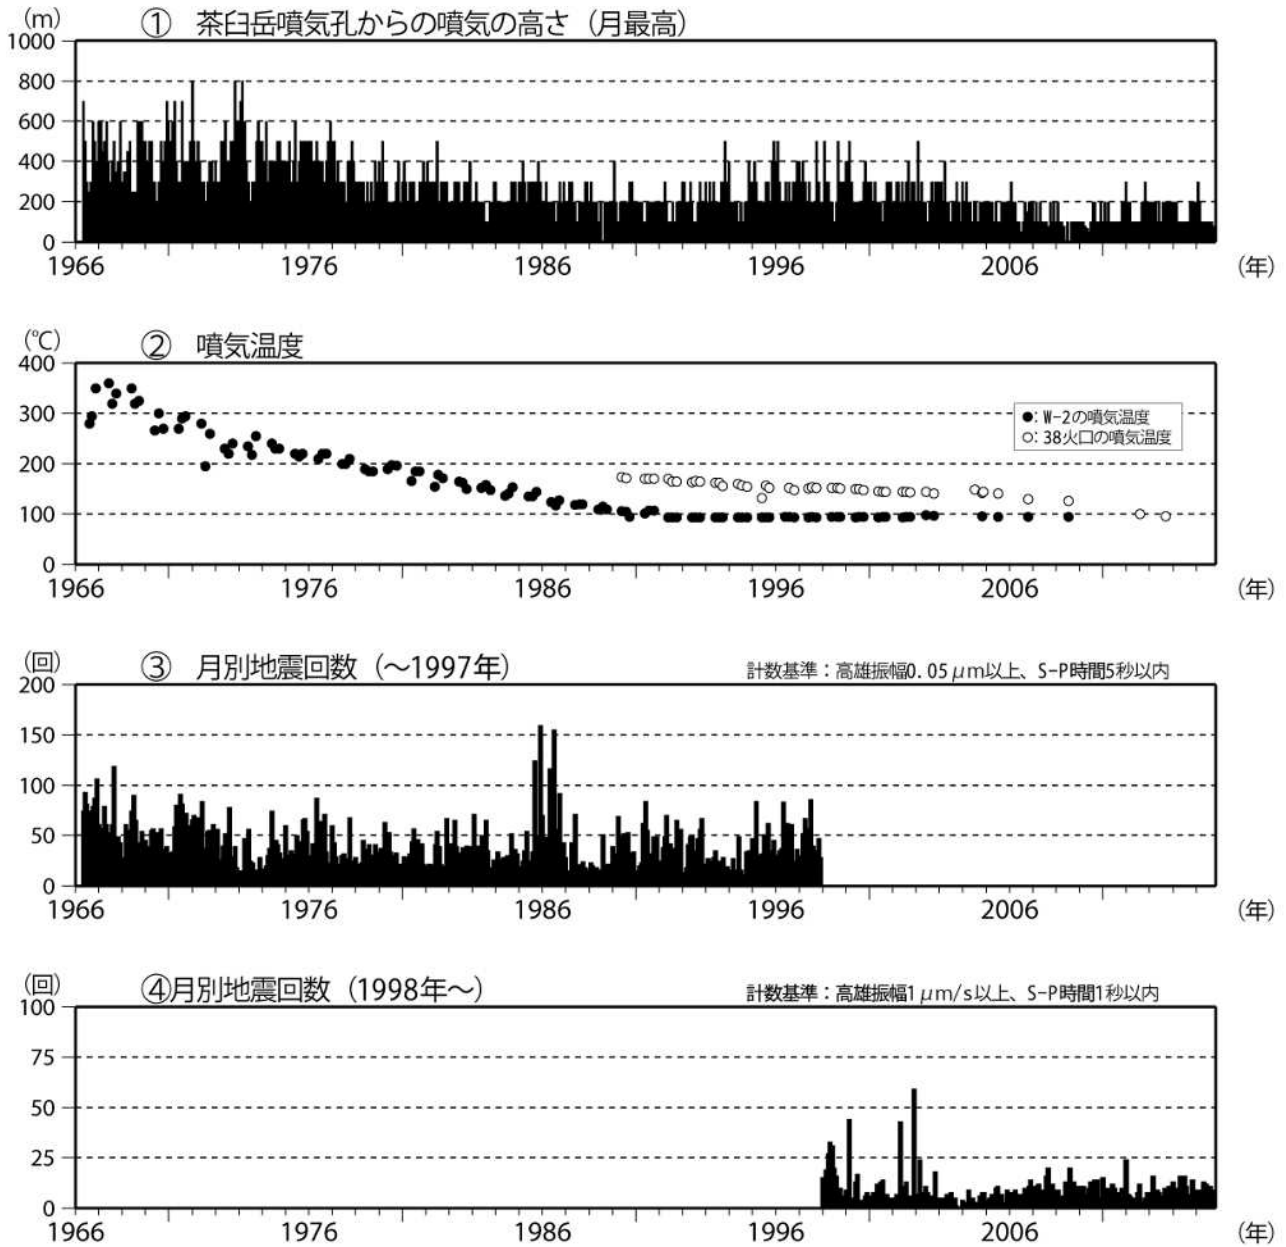 (m)
① 茶臼岳噴気孔からの噴気の高さ（月最高）
1000
800
600
400
200
0
1966 1976 1986 1996 2006 (年)
(℃)
② 噴気温度
400
300
200
100
0
●: W-2の噴気温度
○: 38火口の噴気温度
1966 1976 1986 1996 2006 (年)
(回)
③ 月別地震回数（～1997年）
計数基準：高雄振幅0.05μm以上、S-P時間5秒以内
200
150
100
50
0
1966 1976 1986 1996 2006 (年)
(回)
④月別地震回数（1998年～）
計数基準：高雄振幅1μm/s以上、S-P時間1秒以内
100
75
50
25
0
1966 1976 1986 1996 2006 (年)